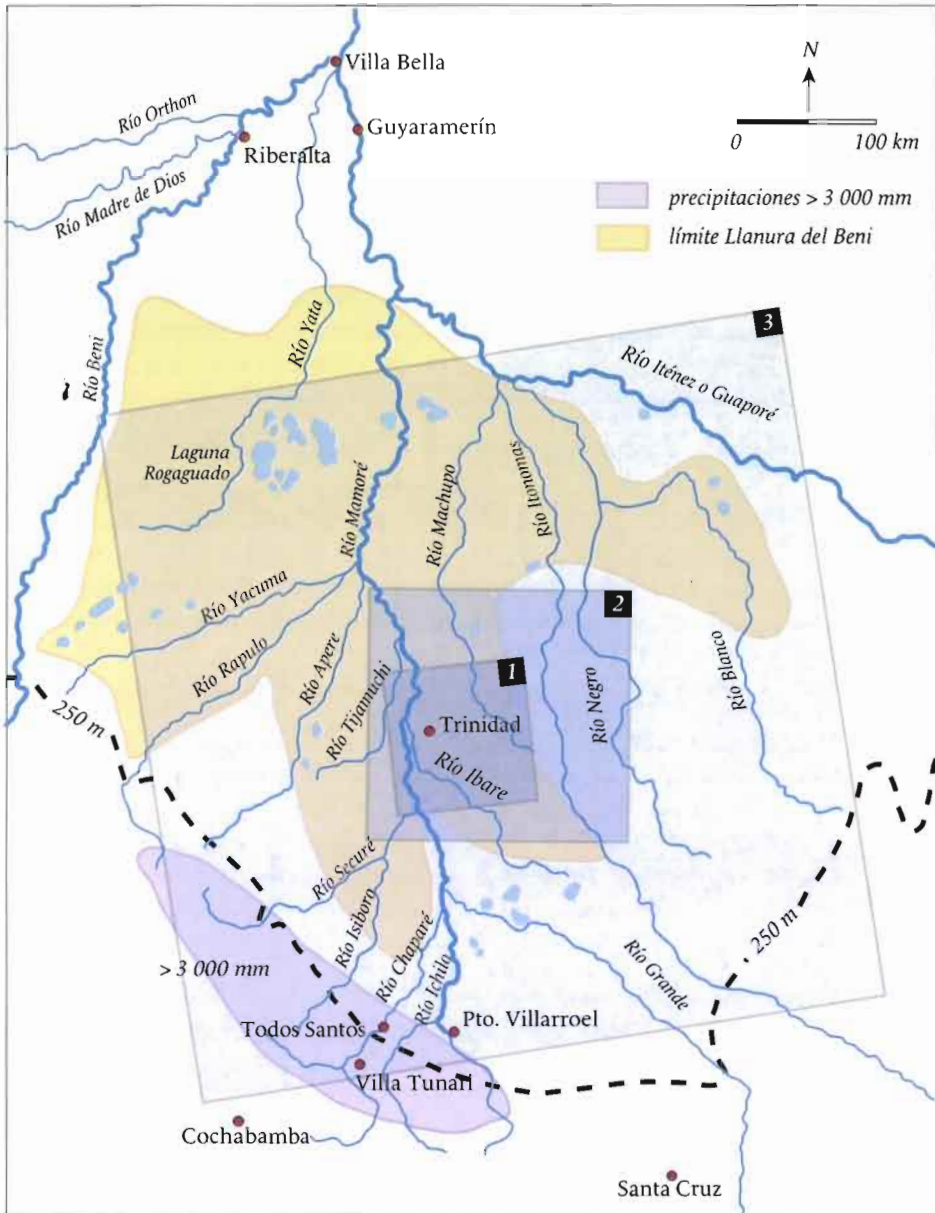 Villa Bella
N
Río Orthon
Guyaramerín
0 100 km
Riberalta
Río Madre de Dios
precipitaciones > 3 000 mm
límite Llanura del Beni
3
Río Yata
Río Iténez o Guaporé
Río Beni
Laguna
Rogaguado
Río Mamoré
Río Machupo
Río Itonomas
Río Yacuma
2
Río Rapulo
Río Apere
1
Río Blanco
250 m
Río Tijamuchi
Río Negro
Trinidad
Río Ibare
Río Securé
Río Isiboro
250 m
Río Chaparé
> 3 000 mm
Río Ichilo
Río Grande
Todos Santos
Pto. Villarroel
Villa Tunari
Cochabamba
Santa Cruz